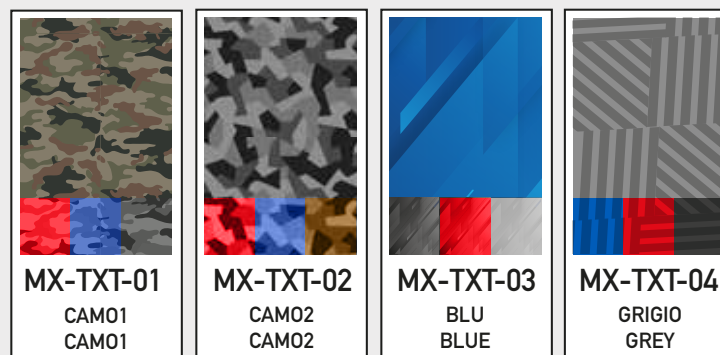 MX-TXT-01
CAMO1
CAMO1
MX-TXT-02
CAMO2
CAMO2
MX-TXT-03
BLU
BLUE
MX-TXT-04
GRIGIO
GREY